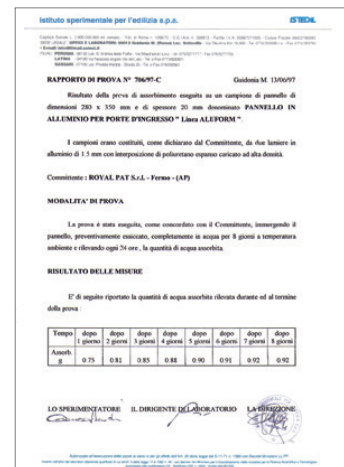 istituto sperimentale per l'edilizia s.p.a. ISTEDIL
RAPPORTO DI PROVA N° 706/97-C Guidonia M. 13/06/97
Risultato della prova di assorbimento eseguita su un campione di pannello di
dimensioni 280 x 350 mm e di spessore 20 mm denominato PANNELLO IN
ALLUMINIO PER PORTE D'INGRESSO " Linea ALUFORM ".
I campioni erano costituiti, come dichiarato dal Committente, da due lamiere in
alluminio di 1.5 mm con interposizione di poliuretano espanso caricato ad alta densità.
Committente : ROYAL PAT S.r.l. - Fermo - (AP)
MODALITA' DI PROVA
La prova è stata eseguita, come concordato con il Committente, immergendo il
pannello, preventivamente essiccato, completamente in acqua per 8 giorni a temperatura
ambiente e rilevando ogni 24 ore , la quantità di acqua assorbita.
RISULTATO DELLE MISURE
E' di seguito riportato la quantità di acqua assorbita rilevata durante ed al termine
della prova :
Tempo dopo dopo dopo dopo dopo dopo dopo dopo
1 giorno 2 giorni 3 giorni 4 giorni 5 giorni 6 giorni 7 giorni 8 giorni
Assorb.
g 0.75 0.81 0.85 0.88 0.90 0.91 0.92 0.92
LO SPERIMENTATORE IL DIRIGENTE DI LABORATORIO LA DIREZIONE